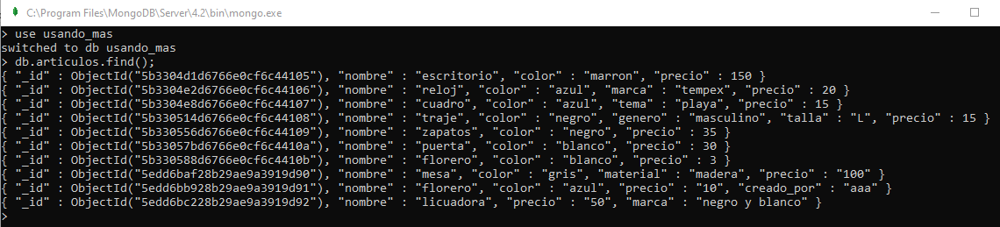 C:\Program Files\MongoDB\Server\4.2\bin\mongo.exe
> use usando_mas
switched to db usando_mas
> db.articulos.find();
{ "_id" : ObjectId("5b3304d1d6766e0cf6c44105"), "nombre" : "escritorio", "color" : "marron", "precio" : 150 }
{ "_id" : ObjectId("5b3304e2d6766e0cf6c44106"), "nombre" : "reloj", "color" : "azul", "marca" : "tempex", "precio" : 20 }
{ "_id" : ObjectId("5b3304e8d6766e0cf6c44107"), "nombre" : "cuadro", "color" : "azul", "tema" : "playa", "precio" : 15 }
{ "_id" : ObjectId("5b330514d6766e0cf6c44108"), "nombre" : "traje", "color" : "negro", "genero" : "masculino", "talla" : "L", "precio" : 15 }
{ "_id" : ObjectId("5b330556d6766e0cf6c44109"), "nombre" : "zapatos", "color" : "negro", "precio" : 35 }
{ "_id" : ObjectId("5b33057bd6766e0cf6c4410a"), "nombre" : "puerta", "color" : "blanco", "precio" : 30 }
{ "_id" : ObjectId("5b330588d6766e0cf6c4410b"), "nombre" : "florero", "color" : "blanco", "precio" : 3 }
{ "_id" : ObjectId("5edd6baf28b29ae9a3919d90"), "nombre" : "mesa", "color" : "gris", "material" : "madera", "precio" : "100" }
{ "_id" : ObjectId("5edd6bb928b29ae9a3919d91"), "nombre" : "florero", "color" : "azul", "precio" : "10", "creado_por" : "aaa" }
{ "_id" : ObjectId("5edd6bc228b29ae9a3919d92"), "nombre" : "licuadora", "precio" : "50", "marca" : "negro y blanco" }
>